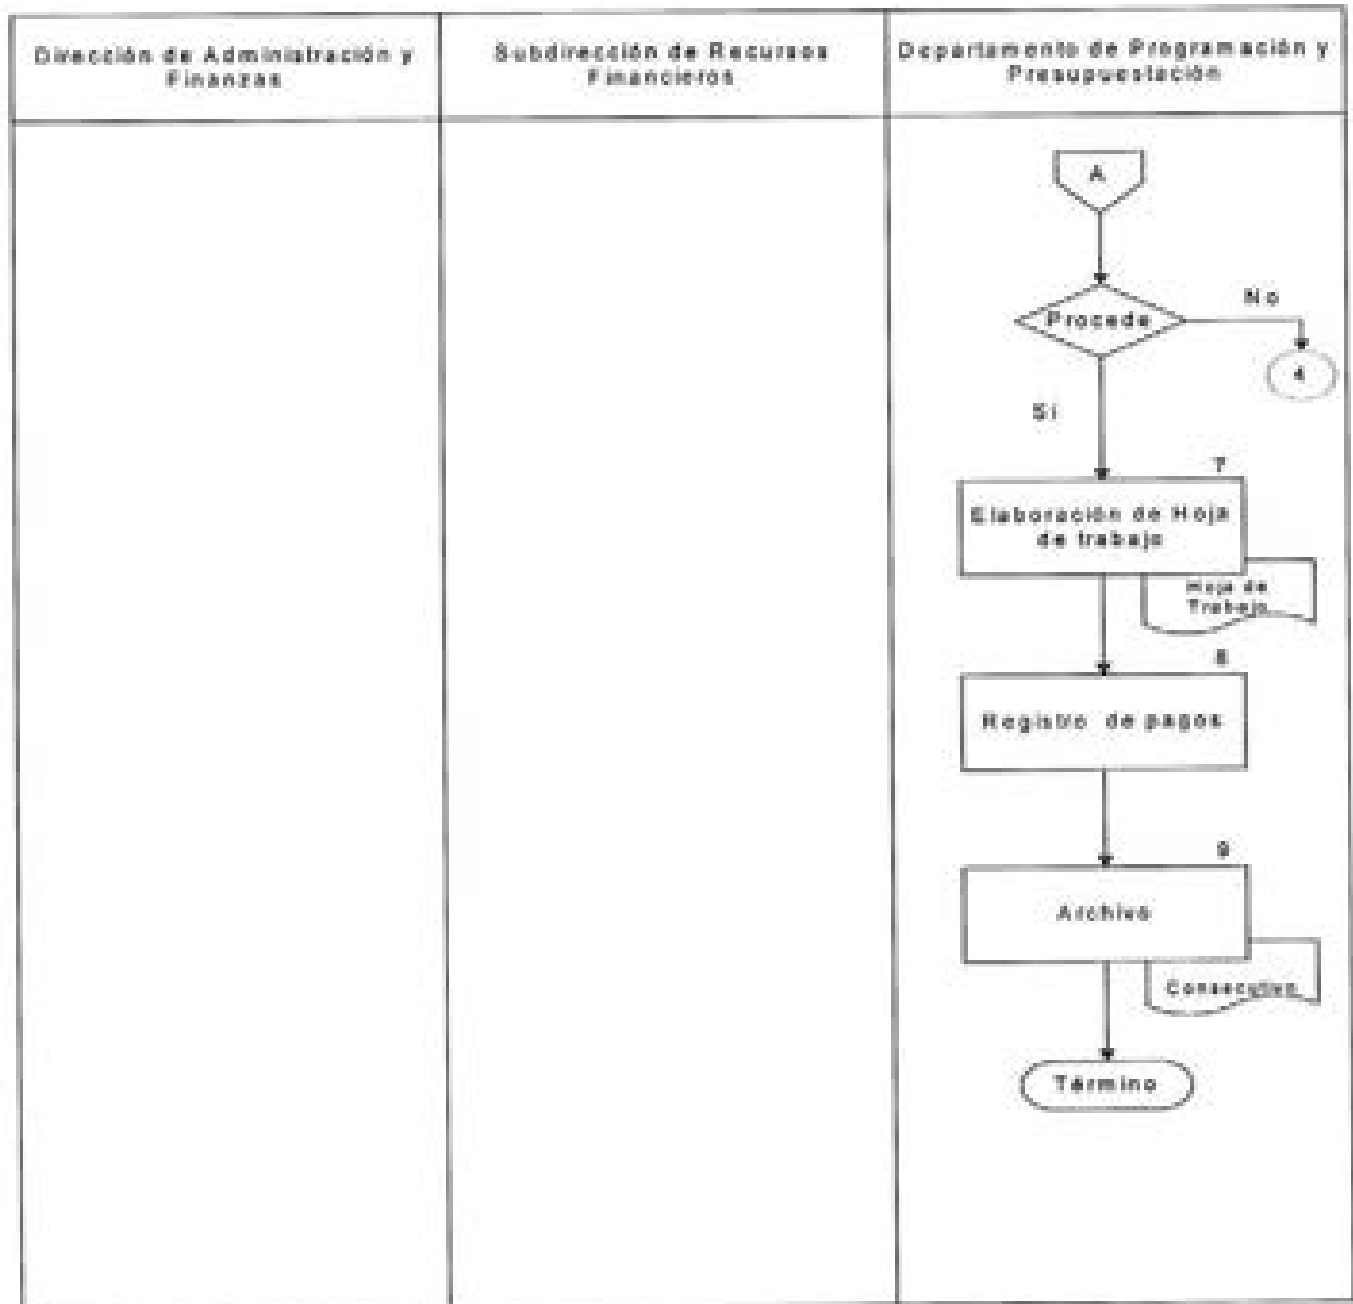 Dirección de Administración y
Finanzas
Subdirección de Recursos
Financieros
Departamento de Programación y
Presupuestación
A
Procede
No
4
Si
7
Elaboración de Hoja
de trabajo
Hoja de
Trabajo
8
Registro de pagos
9
Archivo
Consecutivo
Término